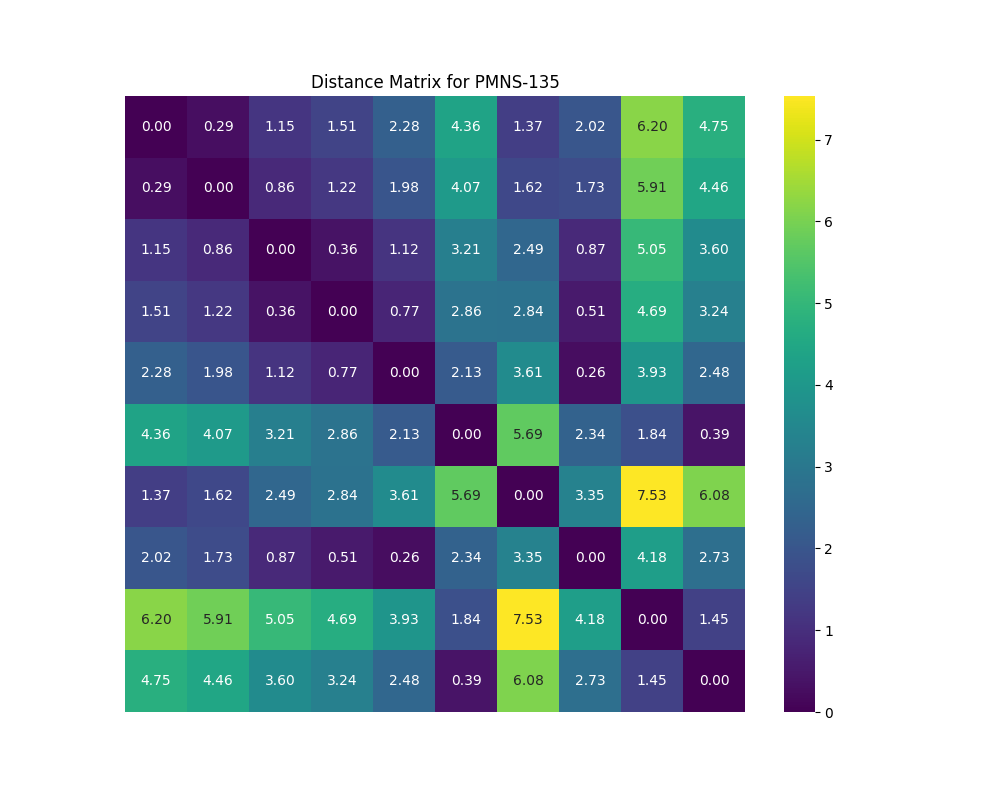 Distance Matrix for PMNS-135
0.00 0.29 1.15 1.51 2.28 4.36 1.37 2.02 6.20 4.75
0.29 0.00 0.86 1.22 1.98 4.07 1.62 1.73 5.91 4.46
1.15 0.86 0.00 0.36 1.12 3.21 2.49 0.87 5.05 3.60
1.51 1.22 0.36 0.00 0.77 2.86 2.84 0.51 4.69 3.24
2.28 1.98 1.12 0.77 0.00 2.13 3.61 0.26 3.93 2.48
4.36 4.07 3.21 2.86 2.13 0.00 5.69 2.34 1.84 0.39
1.37 1.62 2.49 2.84 3.61 5.69 0.00 3.35 7.53 6.08
2.02 1.73 0.87 0.51 0.26 2.34 3.35 0.00 4.18 2.73
6.20 5.91 5.05 4.69 3.93 1.84 7.53 4.18 0.00 1.45
4.75 4.46 3.60 3.24 2.48 0.39 6.08 2.73 1.45 0.00
7
6
5
4
3
2
1
0